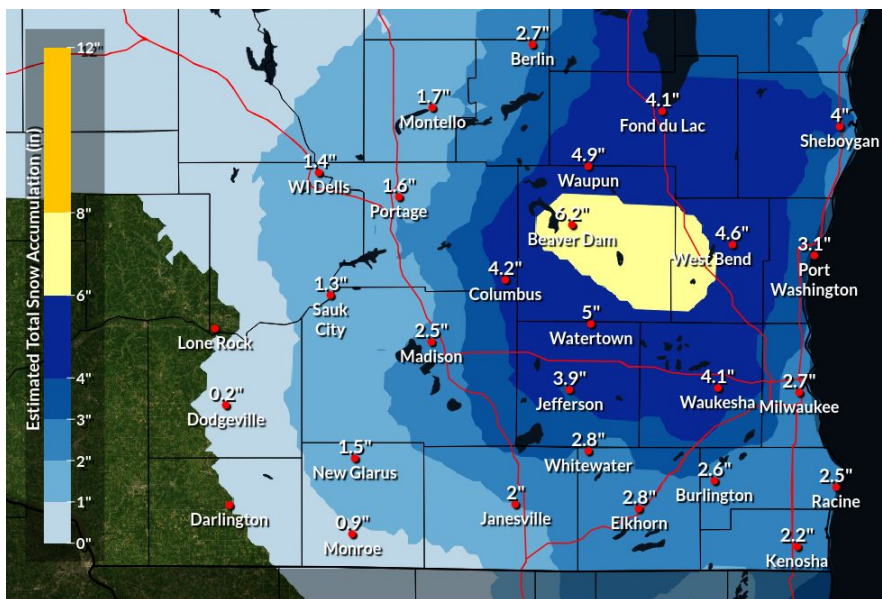 Estimated Total Snow Accumulation (in)
12"
8"
6"
4"
3"
2"
1"
0"
2.7"
Berlin
1.7"
Montello
4.1"
Fond du Lac
4"
Sheboygan
1.4"
WI Dells
4.9"
Waupun
1.6"
Portage
6.2"
Beaver Dam
4.6"
West Bend
3.1"
Port
Washington
4.2"
Columbus
1.3"
Sauk
City
5"
Watertown
Lone Rock
2.5"
Madison
0.2"
Dodgeville
3.9"
Jefferson
4.1"
Waukesha
2.7"
Milwaukee
1.5"
New Glarus
2.8"
Whitewater
2.6"
Burlington
2.5"
Racine
Darlington
2"
Janesville
2.8"
Elkhorn
0.9"
Monroe
2.2"
Kenosha